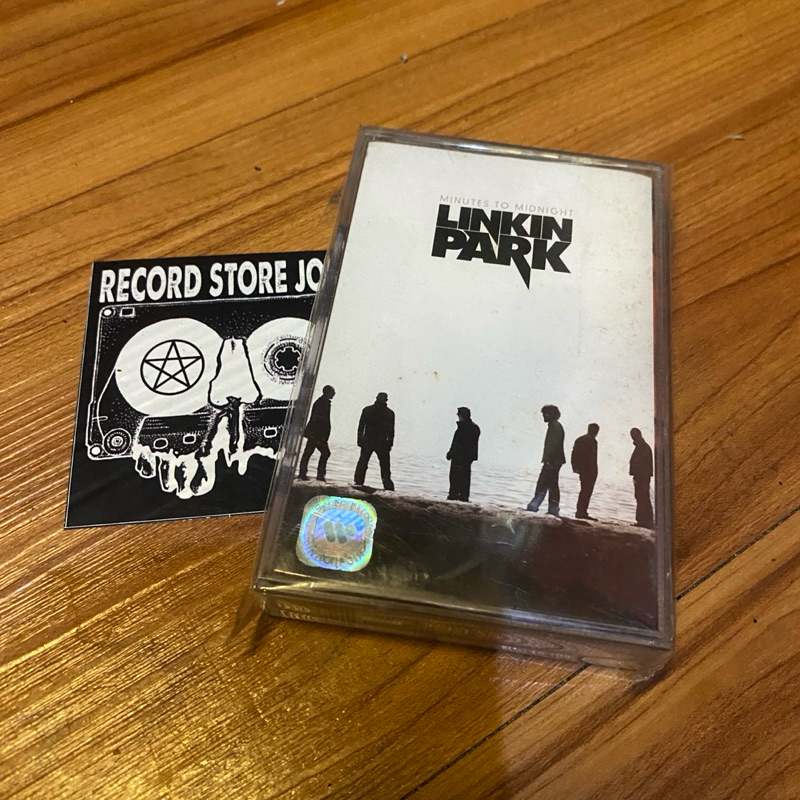 MINUTES TO MIDNIGHT
LINKIN
PARK
RECORD STORE JO